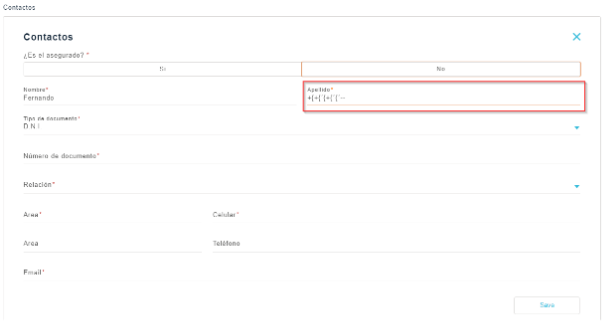 Contactos
Contactos
¿Es el asegurado? *
Si No
Nombre* Apellido*
Fernando
Tipo de documento*
D.N.I.
Número de documento*
Relación*
Area* Celular*
Area Teléfono
Email*
Save